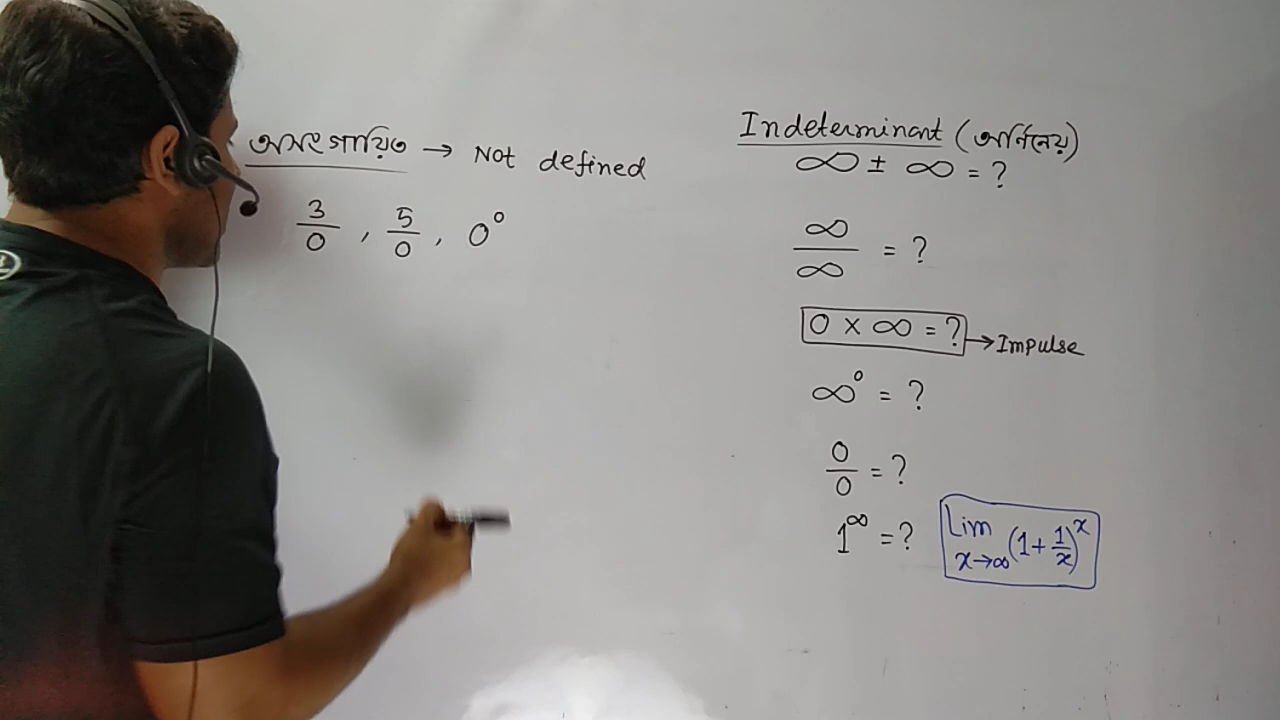 অসংগায়িত → Not defined
3/0 , 5/0 , 0⁰
Indeterminant (অনির্নেয়)
∞ ± ∞ = ?
∞/∞ = ?
0 × ∞ = ? → Impulse
∞⁰ = ?
0/0 = ?
1^∞ = ?
Lim x→∞ (1 + 1/x)^x